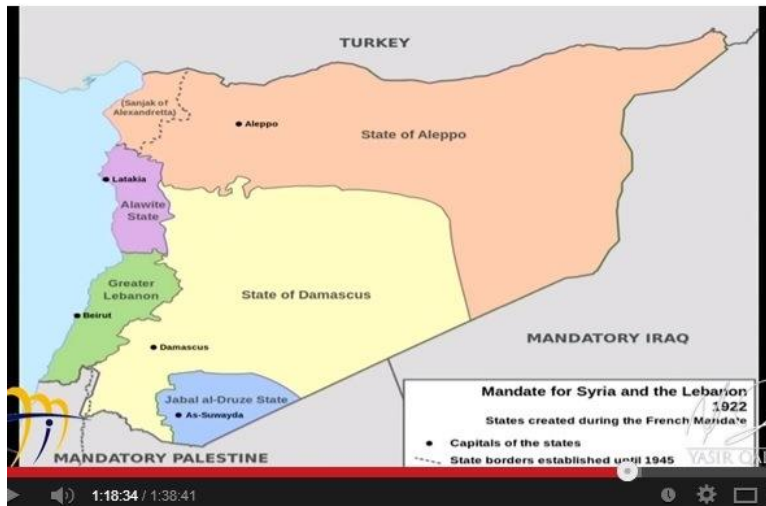 TURKEY
(Sanjak of
Alexandretta)
Aleppo
State of Aleppo
Latakia
Alawite
State
Greater
Lebanon
State of Damascus
Beirut
MANDATORY IRAQ
Damascus
Jabal al-Druze State
As-Suwayda
MANDATORY PALESTINE
Mandate for Syria and the Lebanon
1922
States created during the French Mandate
Capitals of the states
State borders established until 1945
YASIR
1:18:34 / 1:38:41